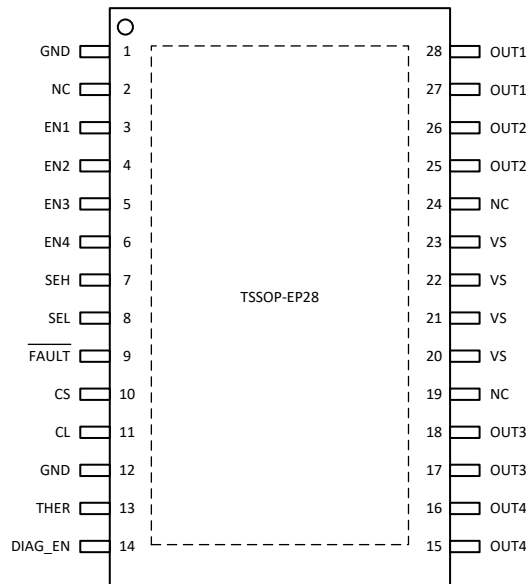 GND 1 28 OUT1
NC 2 27 OUT1
EN1 3 26 OUT2
EN2 4 25 OUT2
EN3 5 24 NC
EN4 6 23 VS
SEH 7 22 VS
TSSOP-EP28
SEL 8 21 VS
FAULT 9 20 VS
CS 10 19 NC
CL 11 18 OUT3
GND 12 17 OUT3
THER 13 16 OUT4
DIAG_EN 14 15 OUT4